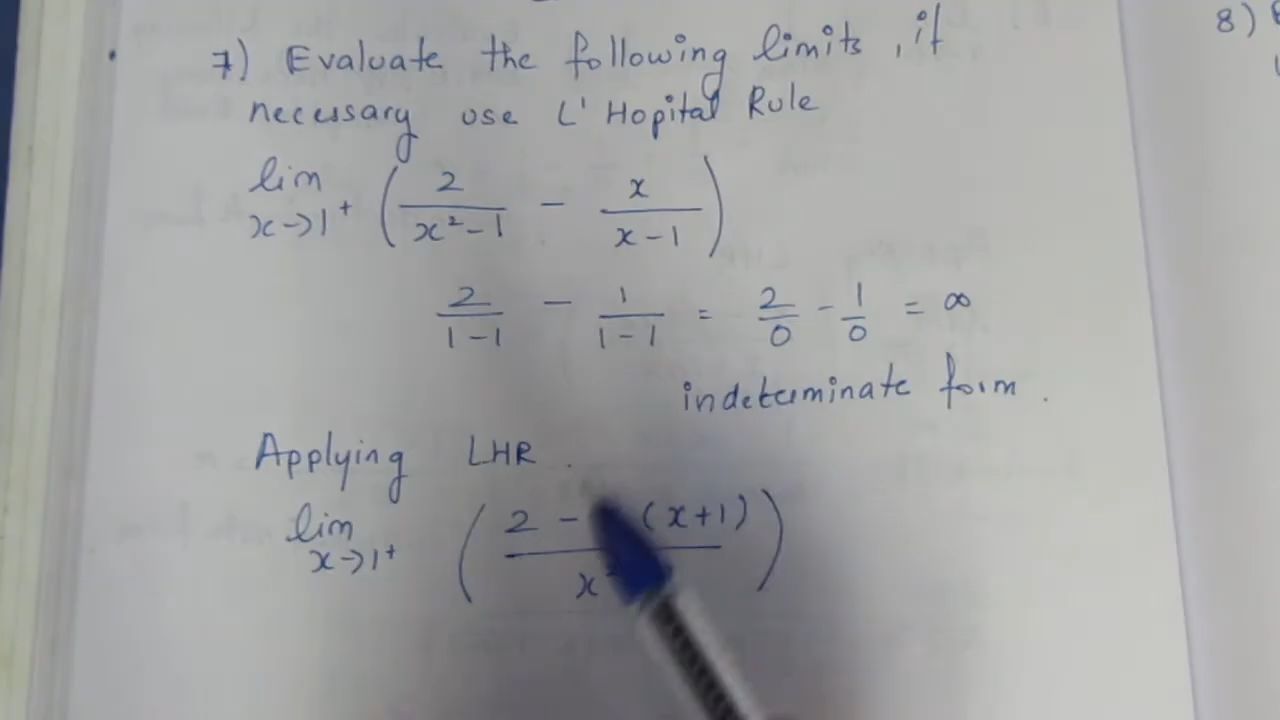 7) Evaluate the following limits, if
necessary use L' Hopital Rule
lim x→1⁺ ( 2/(x²-1) - x/(x-1) )
2/(1-1) - 1/(1-1) = 2/0 - 1/0 = ∞
indeterminate form.
Applying LHR.
lim x→1⁺ ( 2 - (x+1) / x )
8)